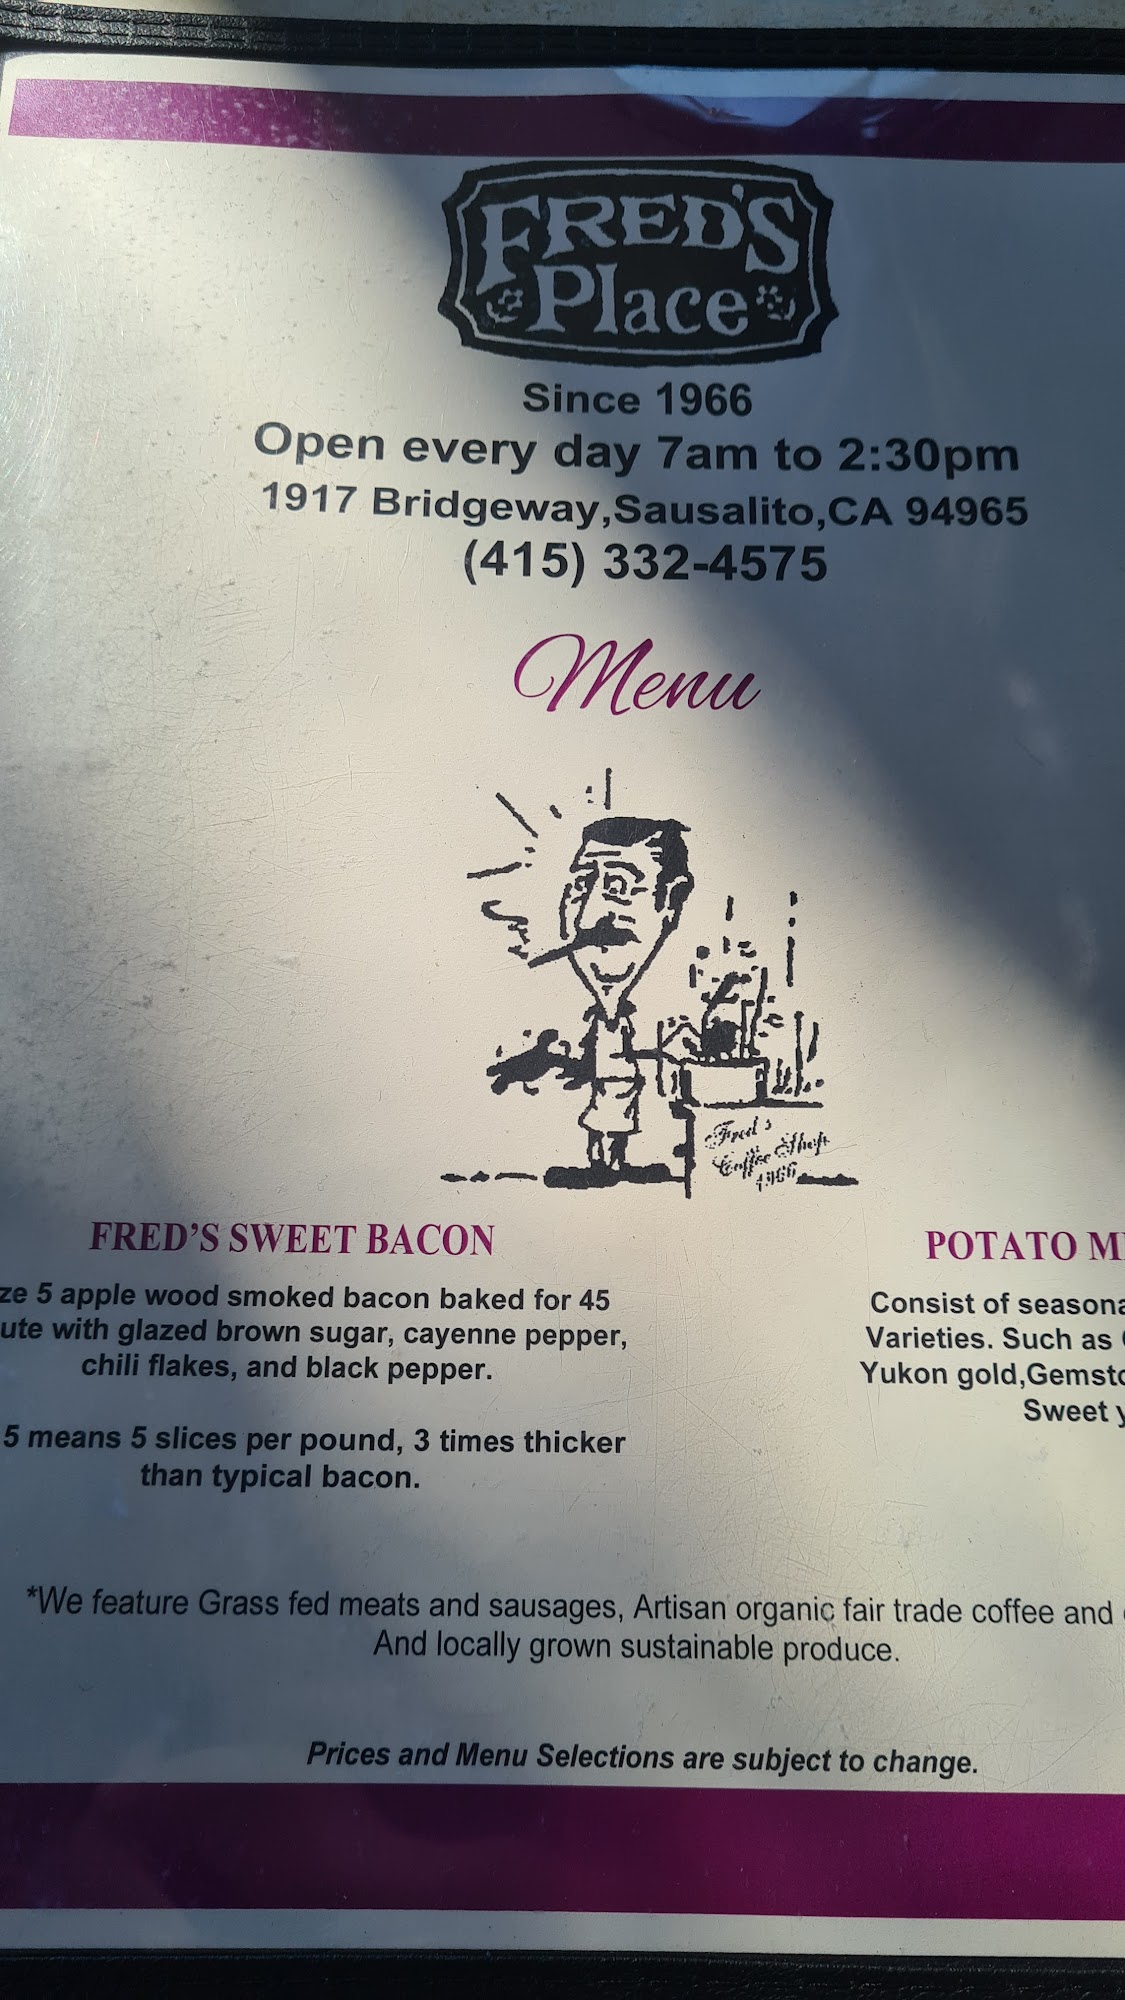 FRED'S
Place
Since 1966
Open every day 7am to 2:30pm
1917 Bridgeway,Sausalito,CA 94965
(415) 332-4575
Menu
Fred's
Coffee Shop
1966
FRED'S SWEET BACON
5 apple wood smoked bacon baked for 45
with glazed brown sugar, cayenne pepper,
chili flakes, and black pepper.
5 means 5 slices per pound, 3 times thicker
than typical bacon.
POTATO
Consist of
Varieties. Such as
Yukon gold,
Sweet
*We feature Grass fed meats and sausages, Artisan organic fair trade coffee and
And locally grown sustainable produce.
Prices and Menu Selections are subject to change.